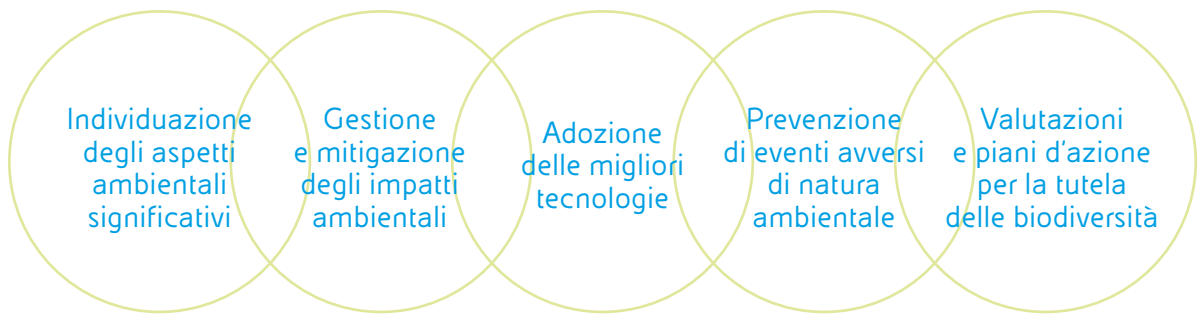 Individuazione
degli aspetti
ambientali
significativi
Gestione
e mitigazione
degli impatti
ambientali
Adozione
delle migliori
tecnologie
Prevenzione
di eventi avversi
di natura
ambientale
Valutazioni
e piani d'azione
per la tutela
delle biodiversità